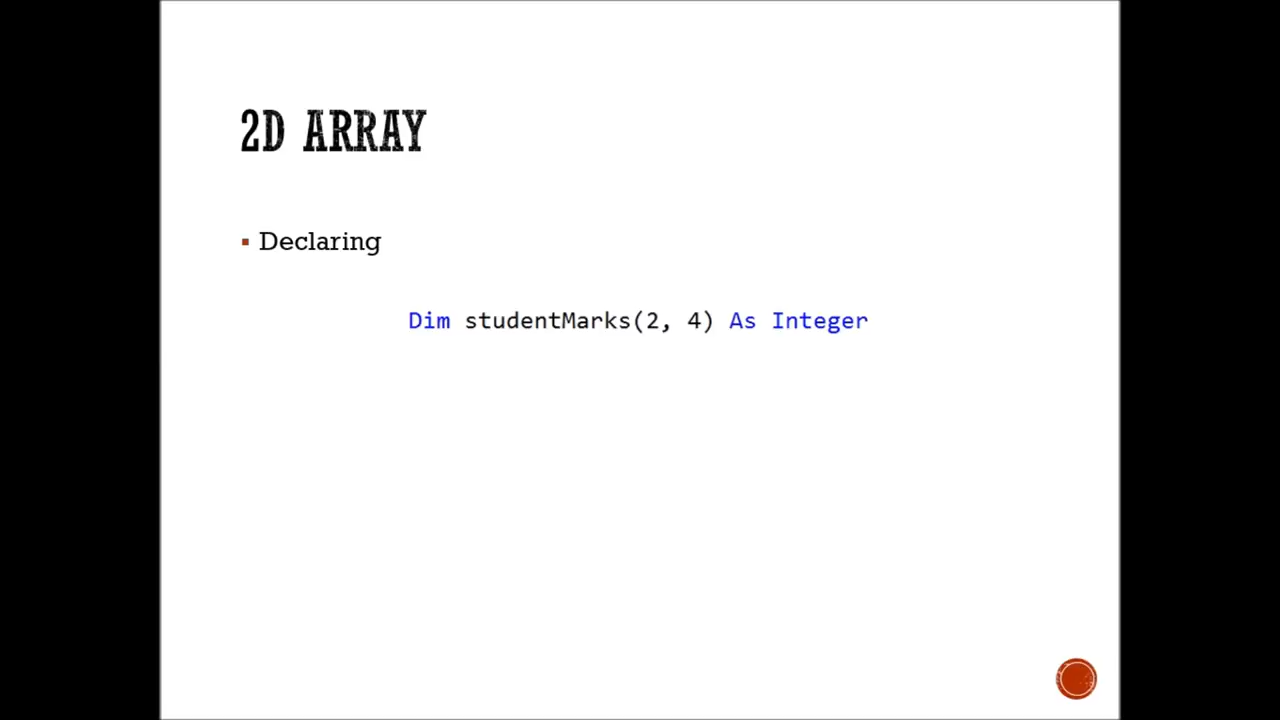 2D ARRAY
Declaring
Dim studentMarks(2, 4) As Integer